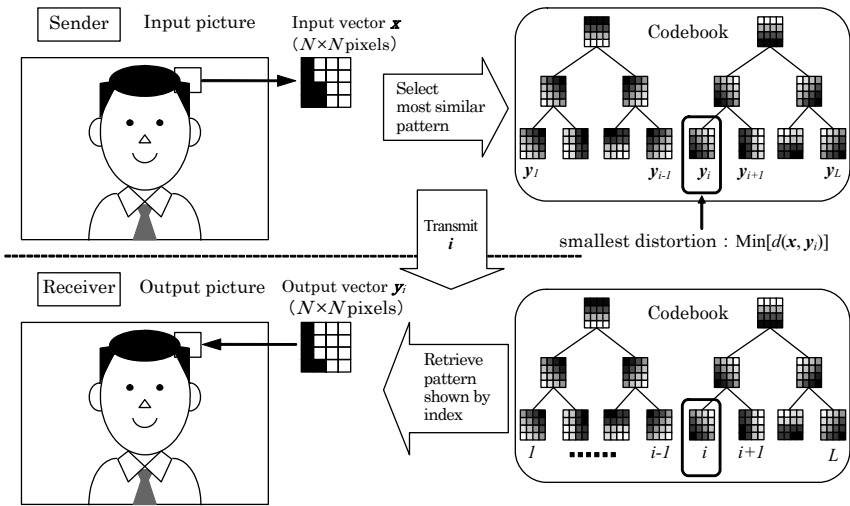 Sender
Input picture
Input vector x
(N×N pixels)
Select
most similar
pattern
Codebook
y1
yi-1
yi
yi+1
yL
smallest distortion : Min[d(x, yi)]
Transmit
i
Receiver
Output picture
Output vector yi
(N×N pixels)
Retrieve
pattern
shown by
index
Codebook
1
......
i-1
i
i+1
L